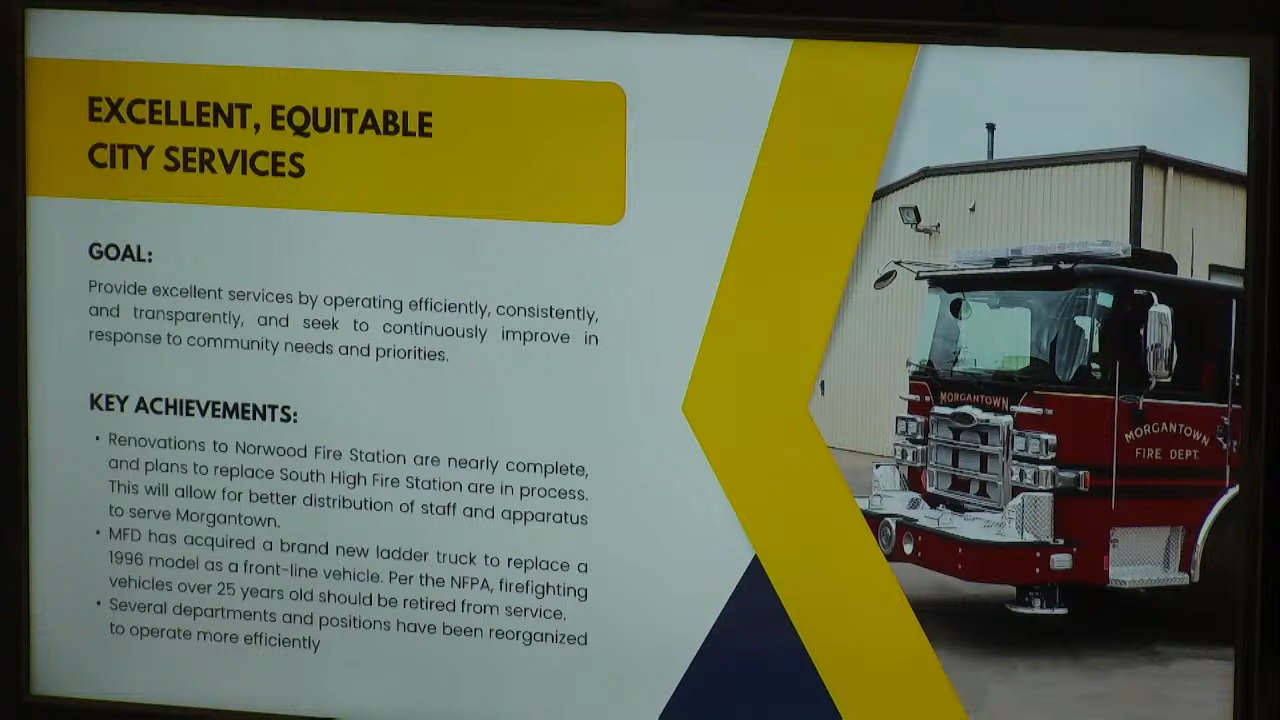 EXCELLENT, EQUITABLE
CITY SERVICES
GOAL:
Provide excellent services by operating efficiently, consistently,
and transparently, and seek to continuously improve in
response to community needs and priorities.
KEY ACHIEVEMENTS:
• Renovations to Norwood Fire Station are nearly complete,
and plans to replace South High Fire Station are in process.
This will allow for better distribution of staff and apparatus
to serve Morgantown.
• MFD has acquired a brand new ladder truck to replace a
1996 model as a front-line vehicle. Per the NFPA, firefighting
vehicles over 25 years old should be retired from service.
• Several departments and positions have been reorganized
to operate more efficiently
MORGANTOWN
MORGANTOWN
FIRE DEPT.